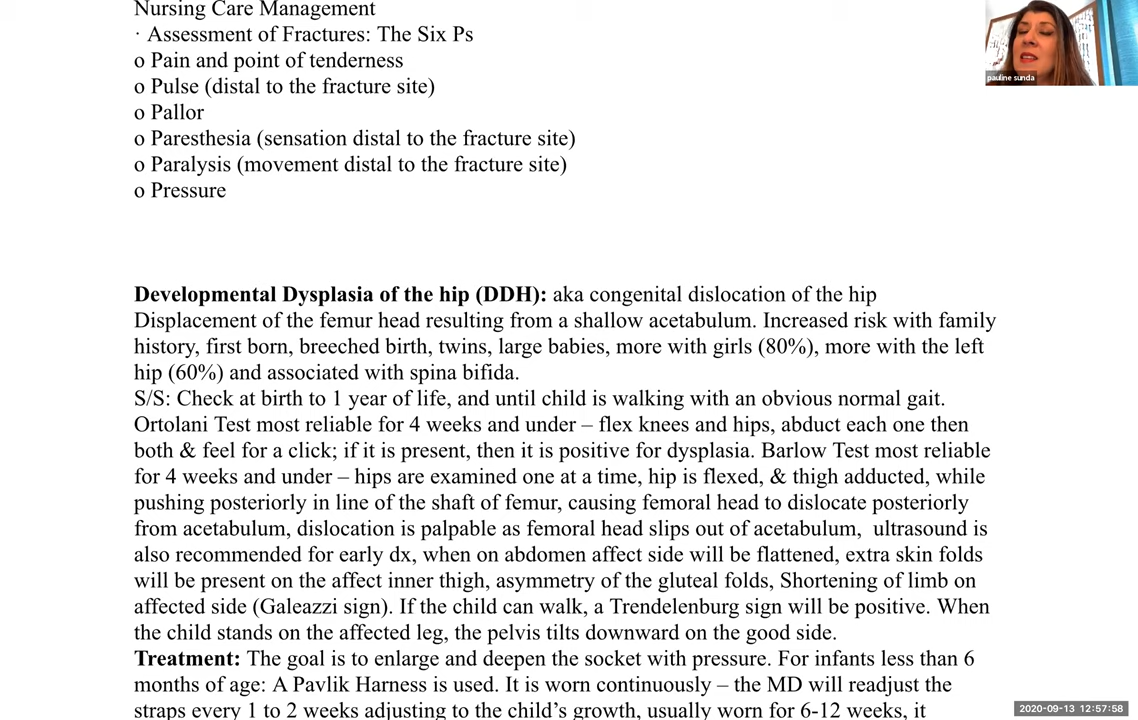 Nursing Care Management
· Assessment of Fractures: The Six Ps
o Pain and point of tenderness
o Pulse (distal to the fracture site)
o Pallor
o Paresthesia (sensation distal to the fracture site)
o Paralysis (movement distal to the fracture site)
o Pressure
pauline sunda
Developmental Dysplasia of the hip (DDH): aka congenital dislocation of the hip
Displacement of the femur head resulting from a shallow acetabulum. Increased risk with family
history, first born, breeched birth, twins, large babies, more with girls (80%), more with the left
hip (60%) and associated with spina bifida.
S/S: Check at birth to 1 year of life, and until child is walking with an obvious normal gait.
Ortolani Test most reliable for 4 weeks and under – flex knees and hips, abduct each one then
both & feel for a click; if it is present, then it is positive for dysplasia. Barlow Test most reliable
for 4 weeks and under – hips are examined one at a time, hip is flexed, & thigh adducted, while
pushing posteriorly in line of the shaft of femur, causing femoral head to dislocate posteriorly
from acetabulum, dislocation is palpable as femoral head slips out of acetabulum,  ultrasound is
also recommended for early dx, when on abdomen affect side will be flattened, extra skin folds
will be present on the affect inner thigh, asymmetry of the gluteal folds, Shortening of limb on
affected side (Galeazzi sign). If the child can walk, a Trendelenburg sign will be positive. When
the child stands on the affected leg, the pelvis tilts downward on the good side.
Treatment: The goal is to enlarge and deepen the socket with pressure. For infants less than 6
months of age: A Pavlik Harness is used. It is worn continuously – the MD will readjust the
straps every 1 to 2 weeks adjusting to the child’s growth, usually worn for 6-12 weeks, it
2020-09-13 12:57:58